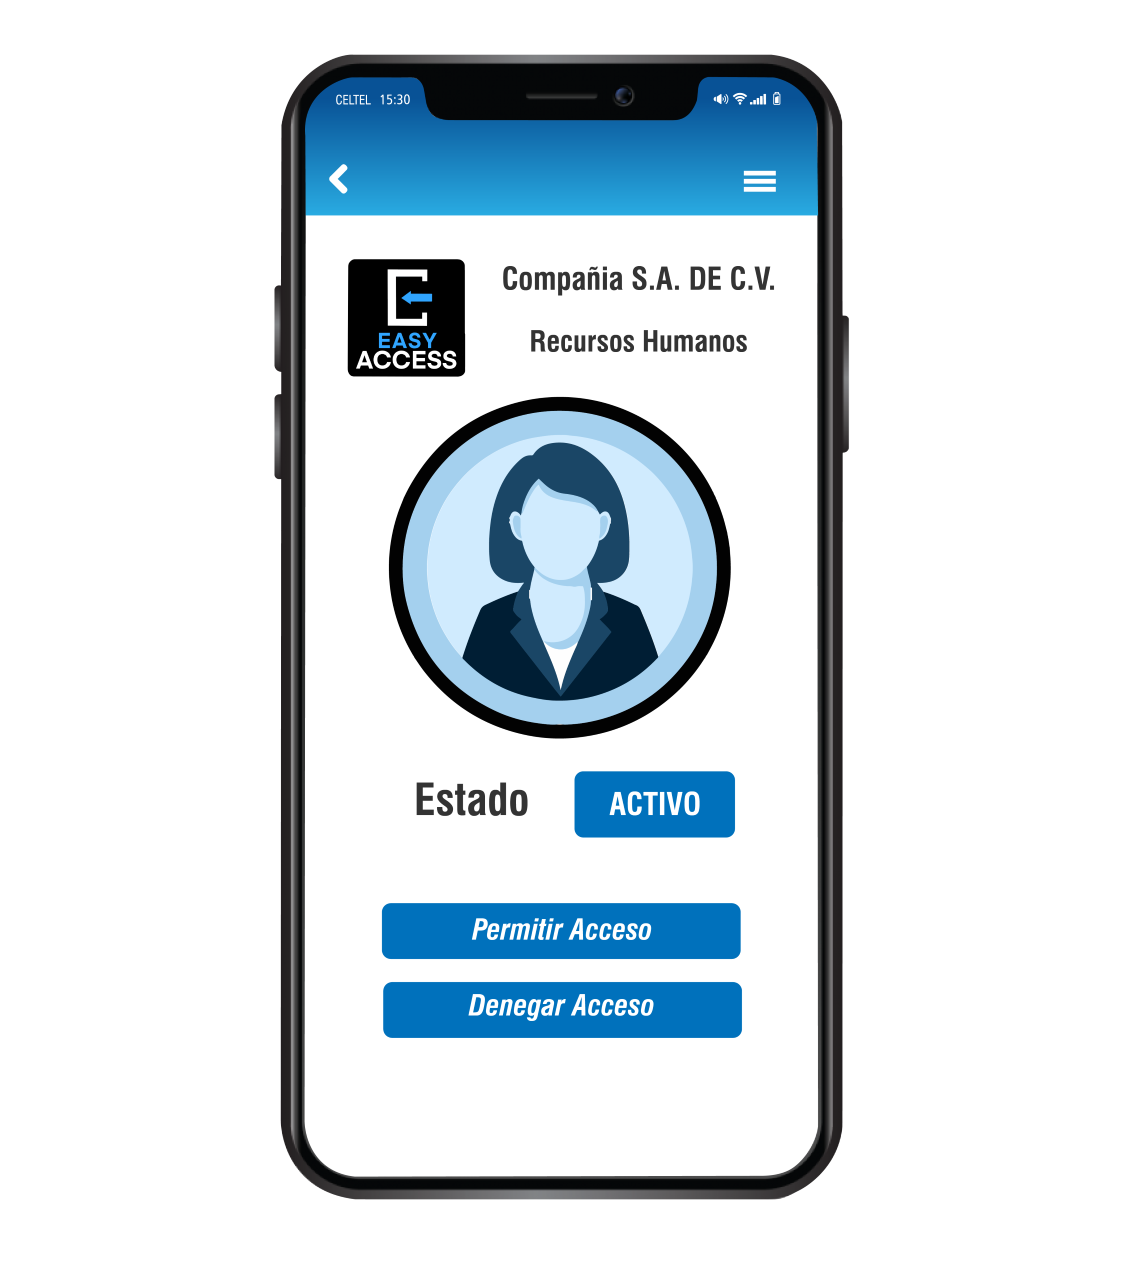 CELTEL 15:30
Compañia S.A. DE C.V.
Recursos Humanos
EASY
ACCESS
Estado
ACTIVO
Permitir Acceso
Denegar Acceso